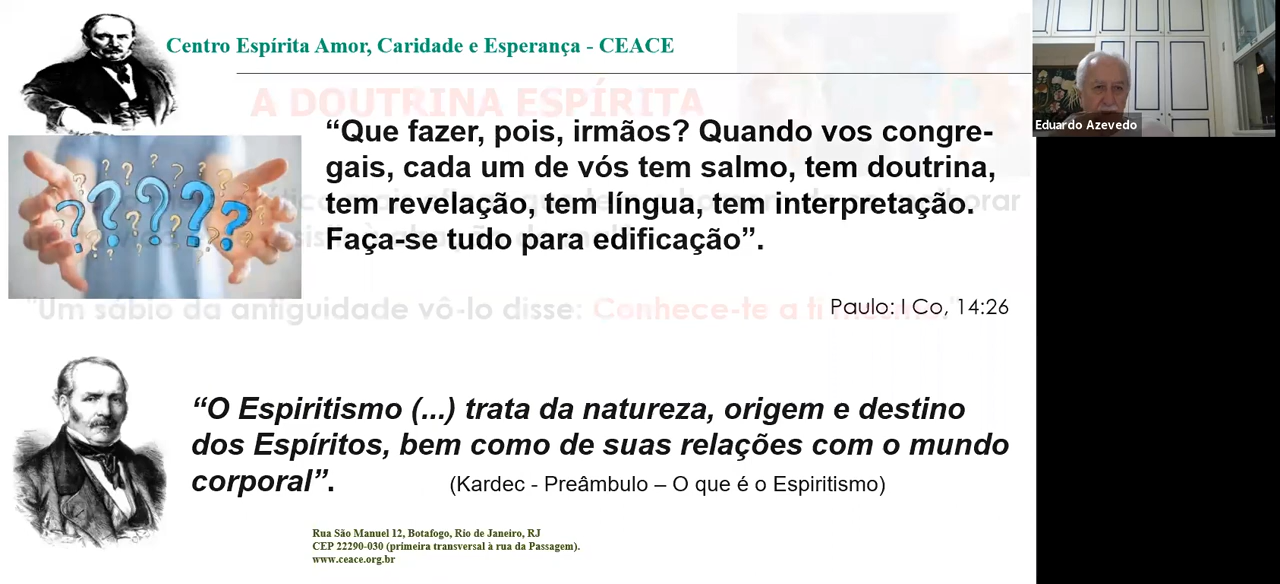 Centro Espírita Amor, Caridade e Esperança - CEACE
A DOUTRINA ESPÍRITA
“Que fazer, pois, irmãos? Quando vos congre-
gais, cada um de vós tem salmo, tem doutrina,
tem revelação, tem língua, tem interpretação.
Faça-se tudo para edificação”.
"Um sábio da antiguidade vô-lo disse: Conhece-te a ti
Paulo: I Co, 14:26
“O Espiritismo (...) trata da natureza, origem e destino
dos Espíritos, bem como de suas relações com o mundo
corporal”.
(Kardec - Preâmbulo – O que é o Espiritismo)
Rua São Manuel 12, Botafogo, Rio de Janeiro, RJ
CEP 22290-030 (primeira transversal à rua da Passagem).
www.ceace.org.br
Eduardo Azevedo